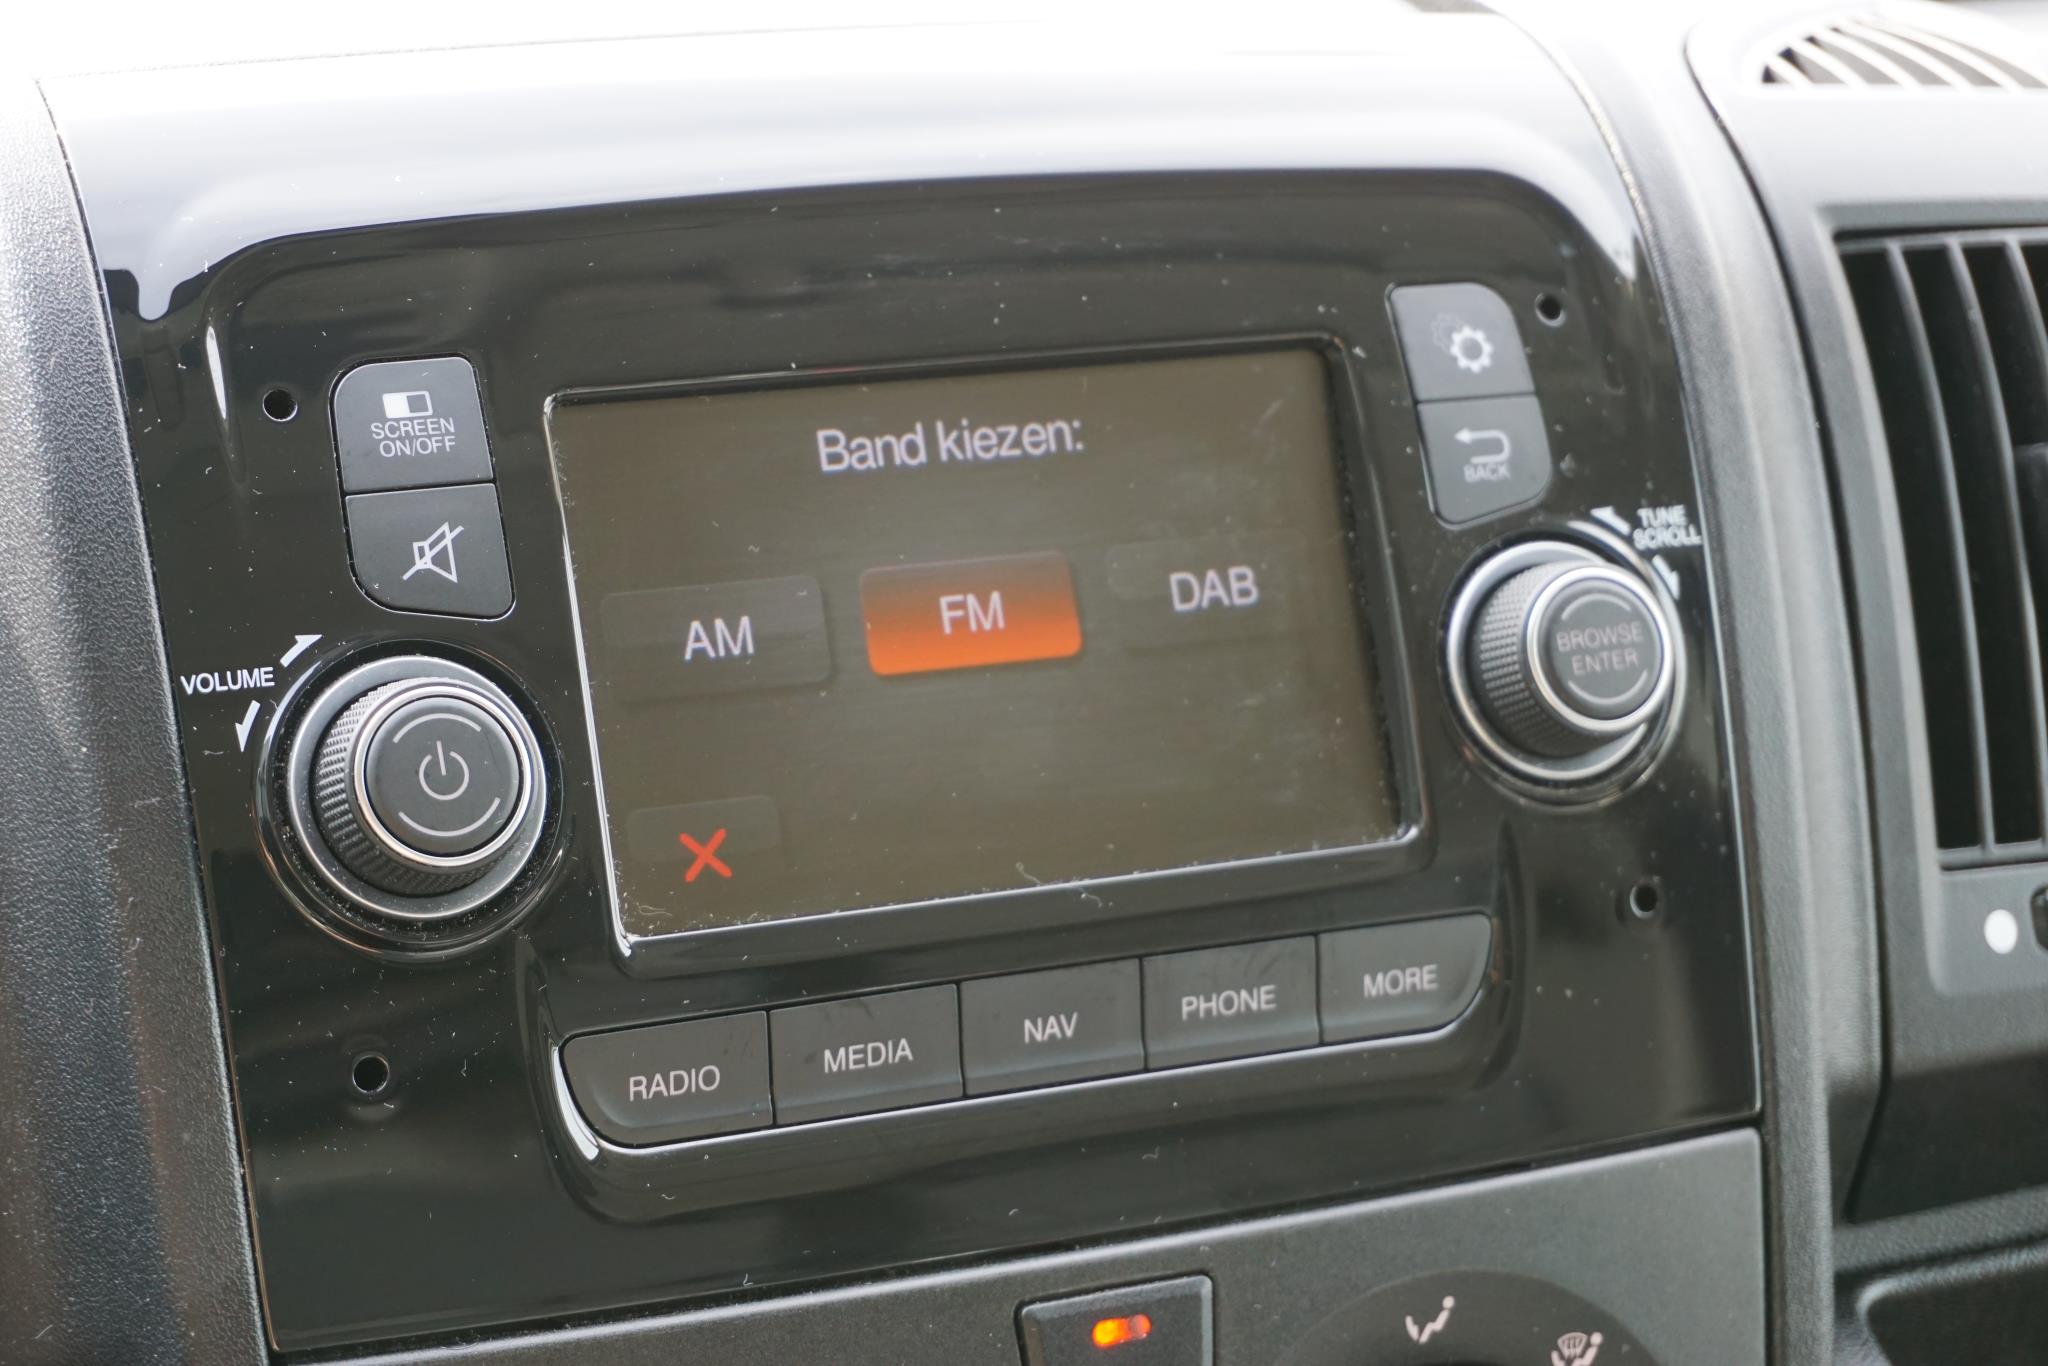 SCREEN
ON/OFF
VOLUME
Band kiezen:
AM
FM
DAB
BACK
TUNE
SCROLL
BROWSE
ENTER
RADIO
MEDIA
NAV
PHONE
MORE